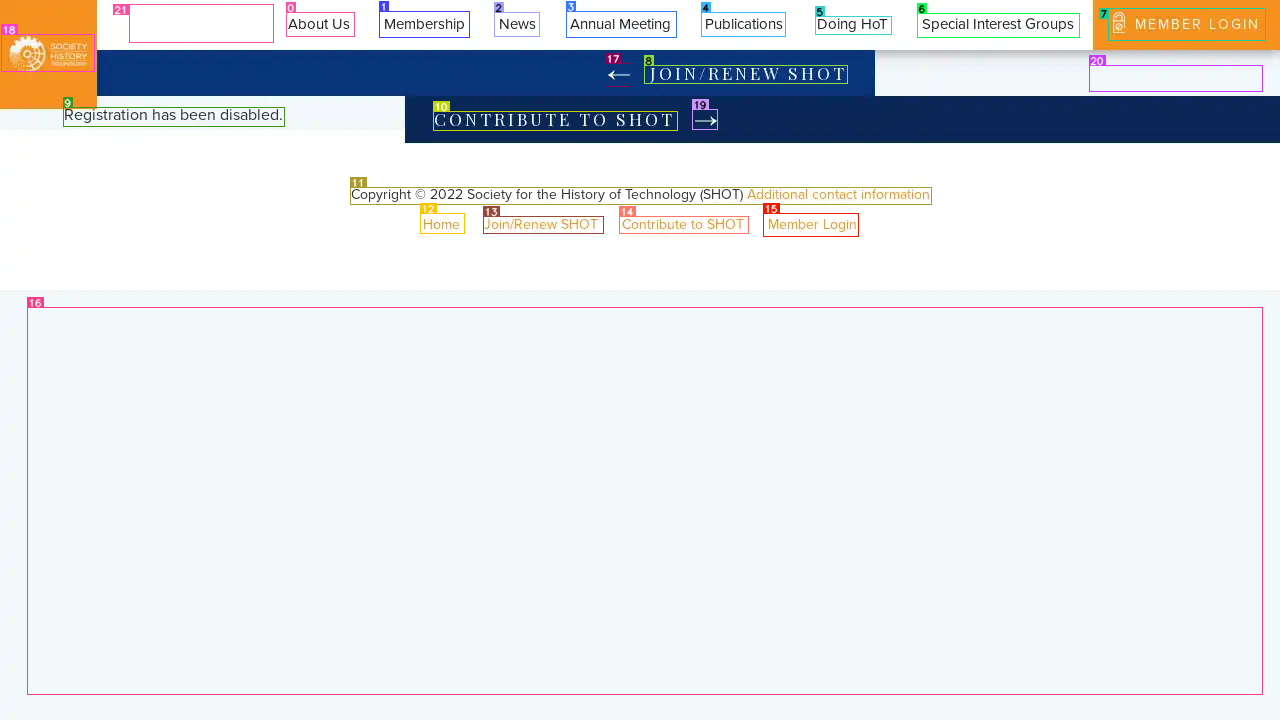 About Us Membership News Annual Meeting Publications Doing HoT Special Interest Groups MEMBER LOGIN
SOCIETY
HISTORY
TECHNOLOGY
← JOIN/RENEW SHOT
Registration has been disabled.
CONTRIBUTE TO SHOT →
Copyright © 2022 Society for the History of Technology (SHOT) Additional contact information
Home Join/Renew SHOT Contribute to SHOT Member Login
0
1
2
3
4
5
6
7
8
9
10
11
12
13
14
15
16
17
18
19
20
21